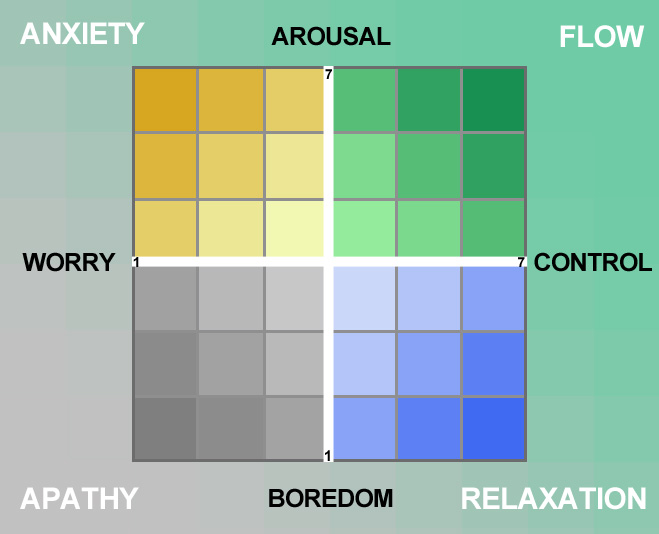 ANXIETY
AROUSAL
FLOW
7
WORRY
1
7
CONTROL
1
APATHY
BOREDOM
RELAXATION